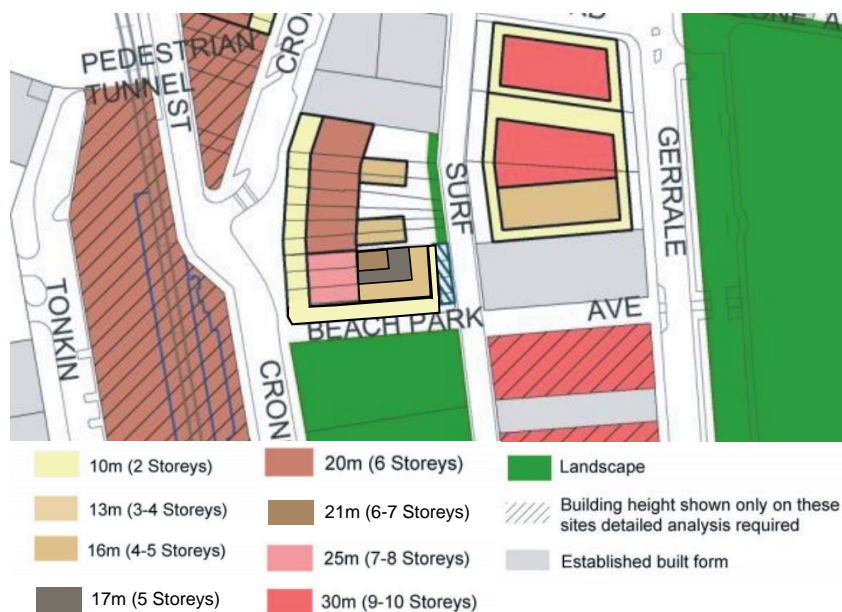 PEDESTRIAN
TUNNEL
ST
CRON
SURF
GERRALE
TONKIN
BEACH PARK
AVE
CRON
10m (2 Storeys)
13m (3-4 Storeys)
16m (4-5 Storeys)
17m (5 Storeys)
20m (6 Storeys)
21m (6-7 Storeys)
25m (7-8 Storeys)
30m (9-10 Storeys)
Landscape
Building height shown only on these
sites detailed analysis required
Established built form